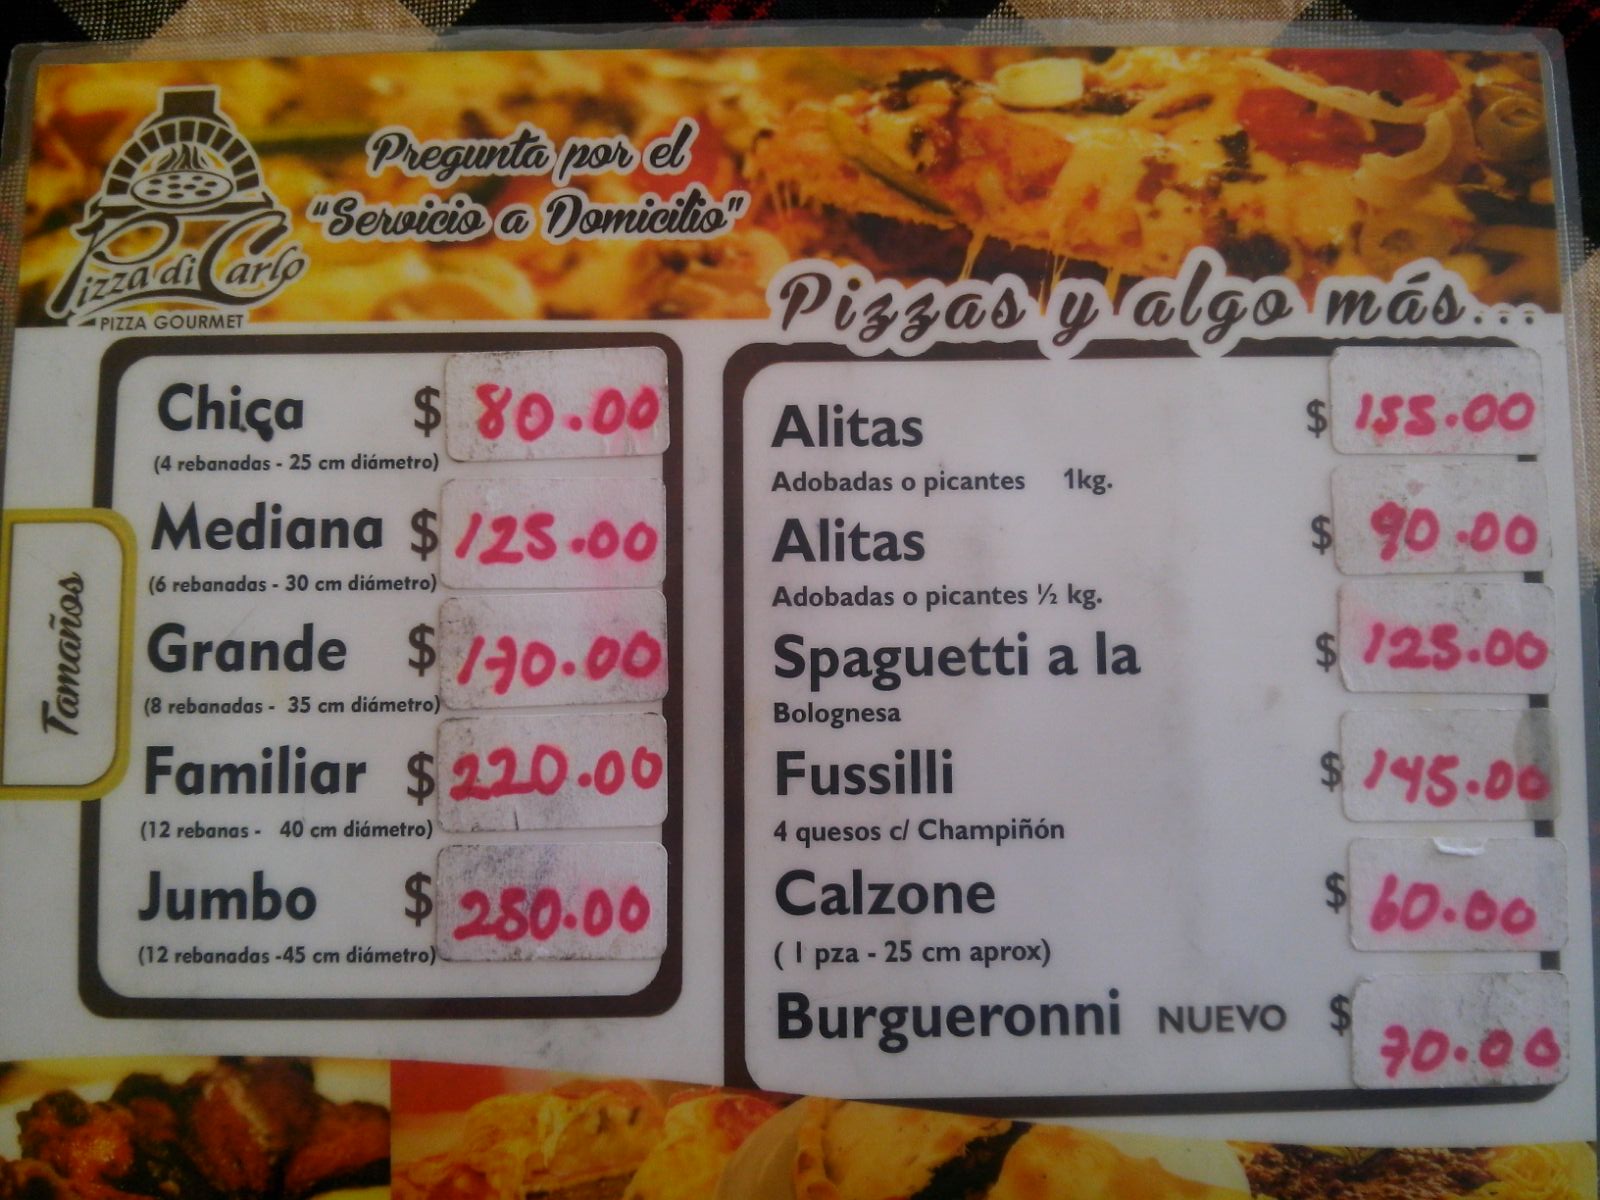 Pregunta por el
"Servicio a Domicilio"
Pizza di Carlo
PIZZA GOURMET
Pizzas y algo más...
Tamaños
Chica $ 80.00
(4 rebanadas - 25 cm diámetro)
Mediana $ 125.00
(6 rebanadas - 30 cm diámetro)
Grande $ 170.00
(8 rebanadas - 35 cm diámetro)
Familiar $ 220.00
(12 rebanas - 40 cm diámetro)
Jumbo $ 280.00
(12 rebanadas -45 cm diámetro)
Alitas $ 155.00
Adobadas o picantes 1kg.
Alitas $ 90.00
Adobadas o picantes ½ kg.
Spaguetti a la $ 125.00
Bolognesa
Fussilli $ 145.00
4 quesos c/ Champiñón
Calzone $ 60.00
( 1 pza - 25 cm aprox)
Burgueronni NUEVO $ 70.00